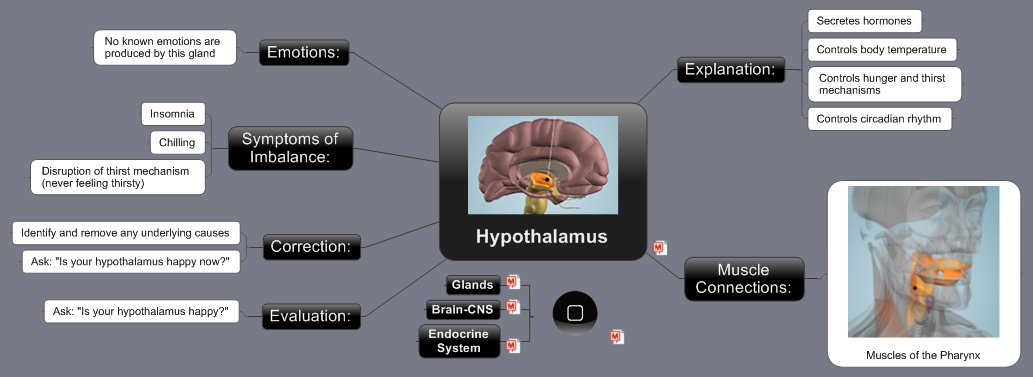 Emotions:
No known emotions are
produced by this gland
Symptoms of
Imbalance:
Insomnia
Chilling
Disruption of thirst mechanism
(never feeling thirsty)
Correction:
Identify and remove any underlying causes
Ask: "Is your hypothalamus happy now?"
Evaluation:
Ask: "Is your hypothalamus happy?"
Hypothalamus
Glands
Brain-CNS
Endocrine
System
Explanation:
Secretes hormones
Controls body temperature
Controls hunger and thirst
mechanisms
Controls circadian rhythm
Muscle
Connections:
Muscles of the Pharynx